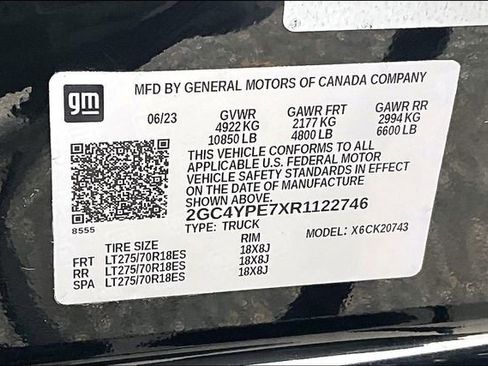 gm
MFD BY GENERAL MOTORS OF CANADA COMPANY
06/23 GVWR GAWR FRT GAWR RR
4922 KG 2177 KG 2994 KG
10850 LB 4800 LB 6600 LB
THIS VEHICLE CONFORMS TO ALL
APPLICABLE U.S. FEDERAL MOTOR
VEHICLE SAFETY STANDARDS IN EFFECT
ON THE DATE OF MANUFACTURE
SHOWN ABOVE.
8555 2GC4YPE7XR1122746
TYPE: TRUCK MODEL: X6CK20743
TIRE SIZE RIM
FRT LT275/70R18ES 18X8J
RR LT275/70R18ES 18X8J
SPA LT275/70R18ES 18X8J